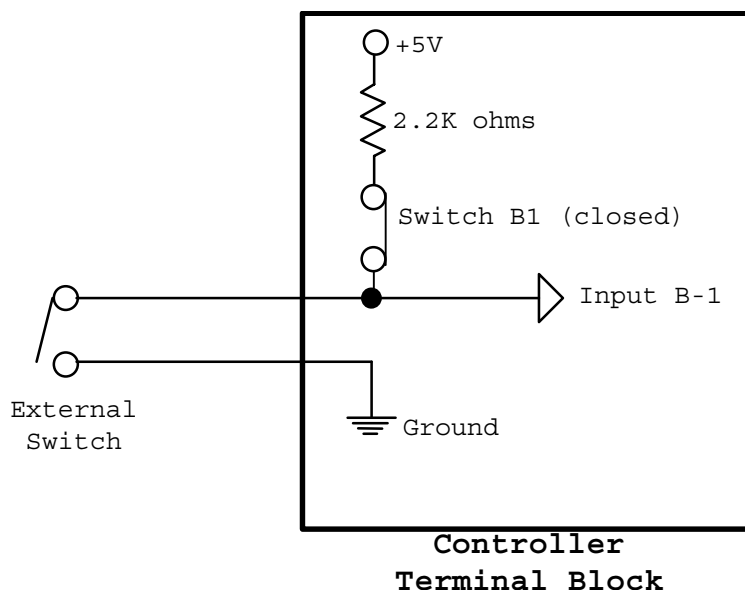 +5V
2.2K ohms
Switch B1 (closed)
Input B-1
External
Switch
Ground
Controller
Terminal Block